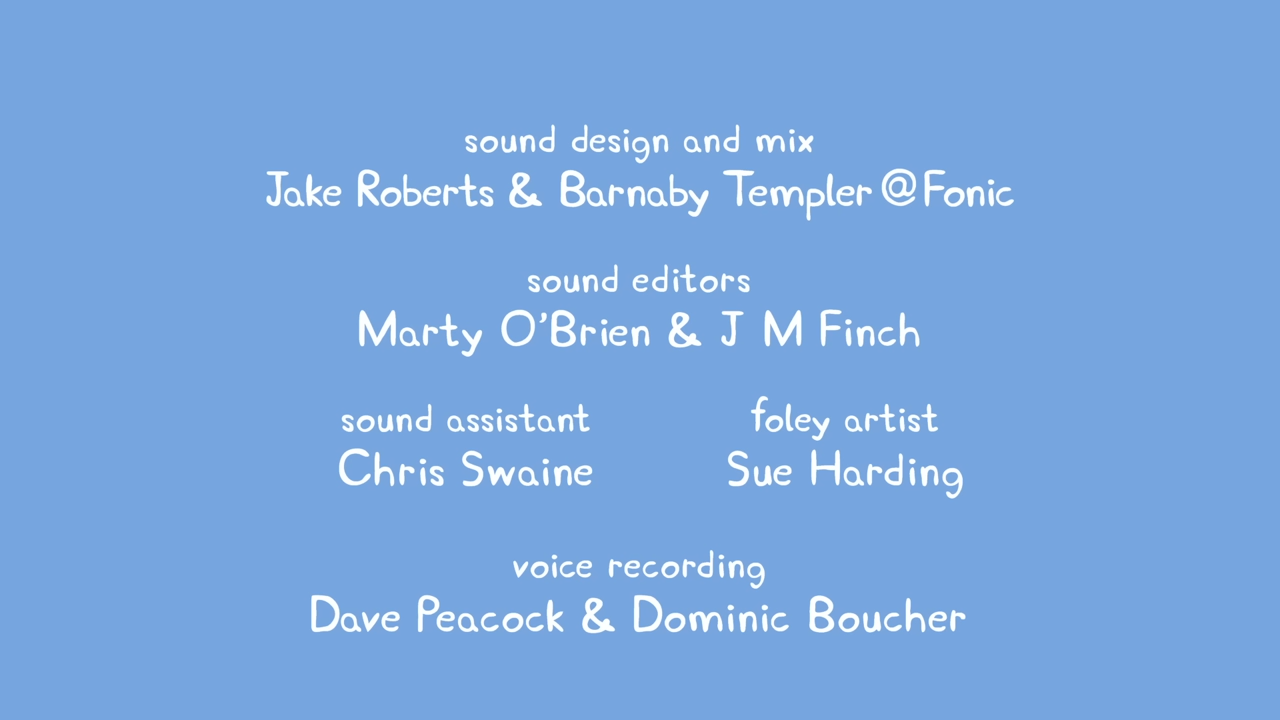 sound design and mix
Jake Roberts & Barnaby Templer @ Fonic
sound editors
Marty O'Brien & J M Finch
sound assistant
Chris Swaine
foley artist
Sue Harding
voice recording
Dave Peacock & Dominic Boucher